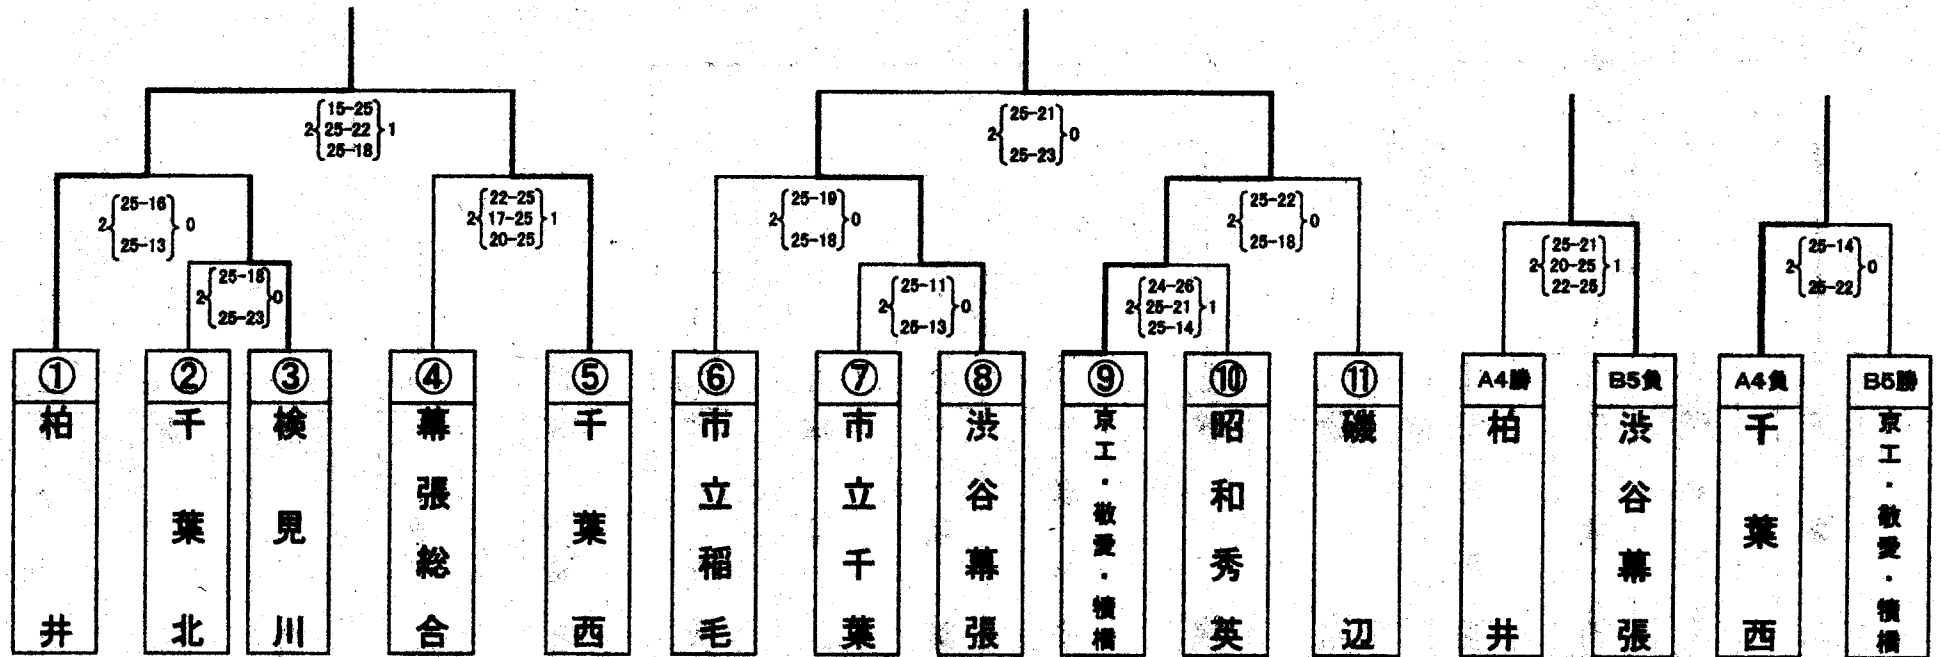 2 15-25 25-22 25-18 1
2 25-21 25-23 0
2 25-16 25-13 0
2 22-25 17-25 20-25 1
2 25-19 25-18 0
2 25-22 25-18 0
2 25-21 20-25 22-25 1
2 25-14 25-22 0
2 25-18 25-23 0
2 25-11 25-13 0
2 24-26 25-21 25-14 1
① 柏井
② 千葉北
③ 検見川
④ 幕張総合
⑤ 千葉西
⑥ 市立稲毛
⑦ 市立千葉
⑧ 渋谷幕張
⑨ 京工・敬愛・犢橋
⑩ 昭和秀英
⑪ 磯辺
A4勝 柏井
B5負 渋谷幕張
A4負 千葉西
B5勝 京工・敬愛・犢橋